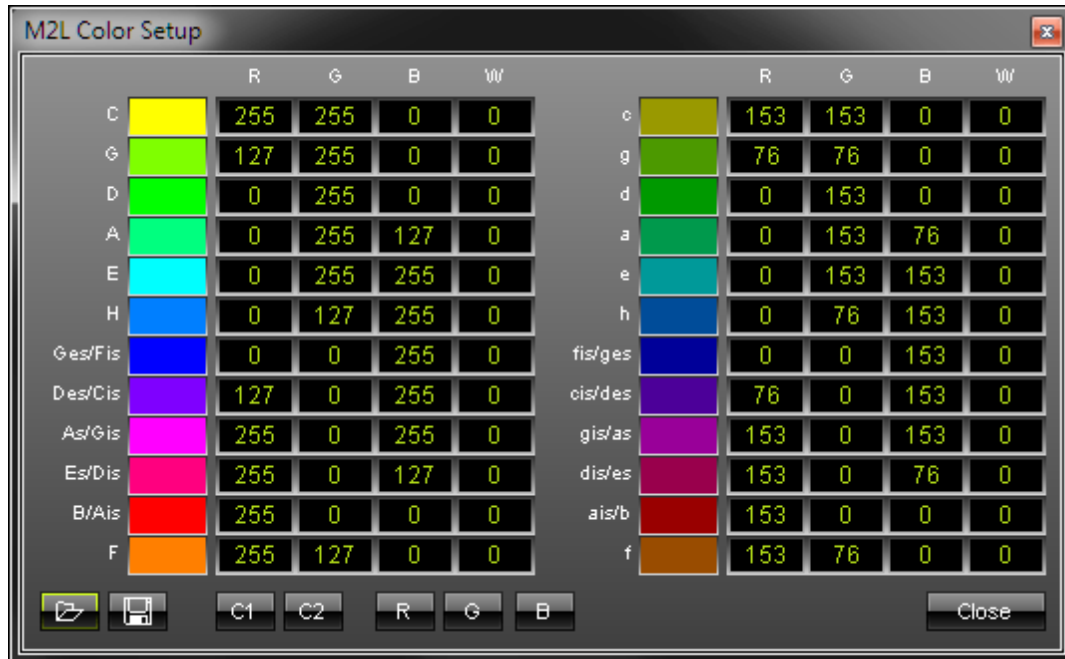 M2L Color Setup
R G B W R G B W
C 255 255 0 0 c 153 153 0 0
G 127 255 0 0 g 76 76 0 0
D 0 255 0 0 d 0 153 0 0
A 0 255 127 0 a 0 153 76 0
E 0 255 255 0 e 0 153 153 0
H 0 127 255 0 h 0 76 153 0
Ges/Fis 0 0 255 0 fis/ges 0 0 153 0
Des/Cis 127 0 255 0 cis/des 76 0 153 0
As/Gis 255 0 255 0 gis/as 153 0 153 0
Es/Dis 255 0 127 0 dis/es 153 0 76 0
B/Ais 255 0 0 0 ais/b 153 0 0 0
F 255 127 0 0 f 153 76 0 0
C1 C2 R G B Close